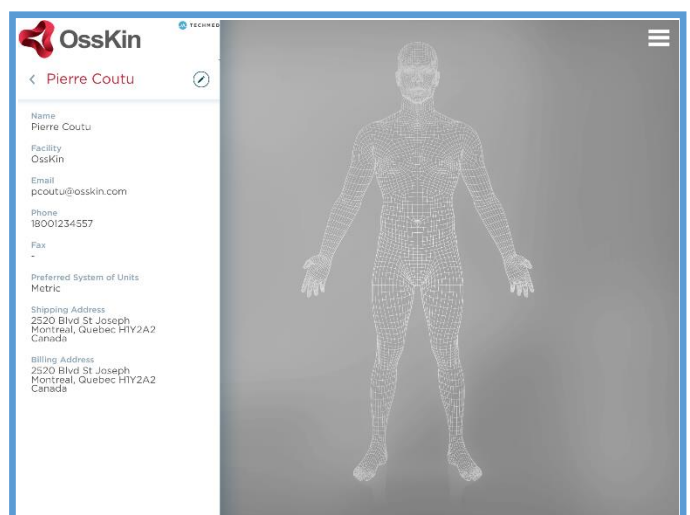 OssKin
TECHMED
Pierre Coutu
Name
Pierre Coutu
Facility
OssKin
Email
pcoutu@osskin.com
Phone
18001234557
Fax
-
Preferred System of Units
Metric
Shipping Address
2520 Blvd St Joseph
Montreal, Quebec H1Y2A2
Canada
Billing Address
2520 Blvd St Joseph
Montreal, Quebec H1Y2A2
Canada